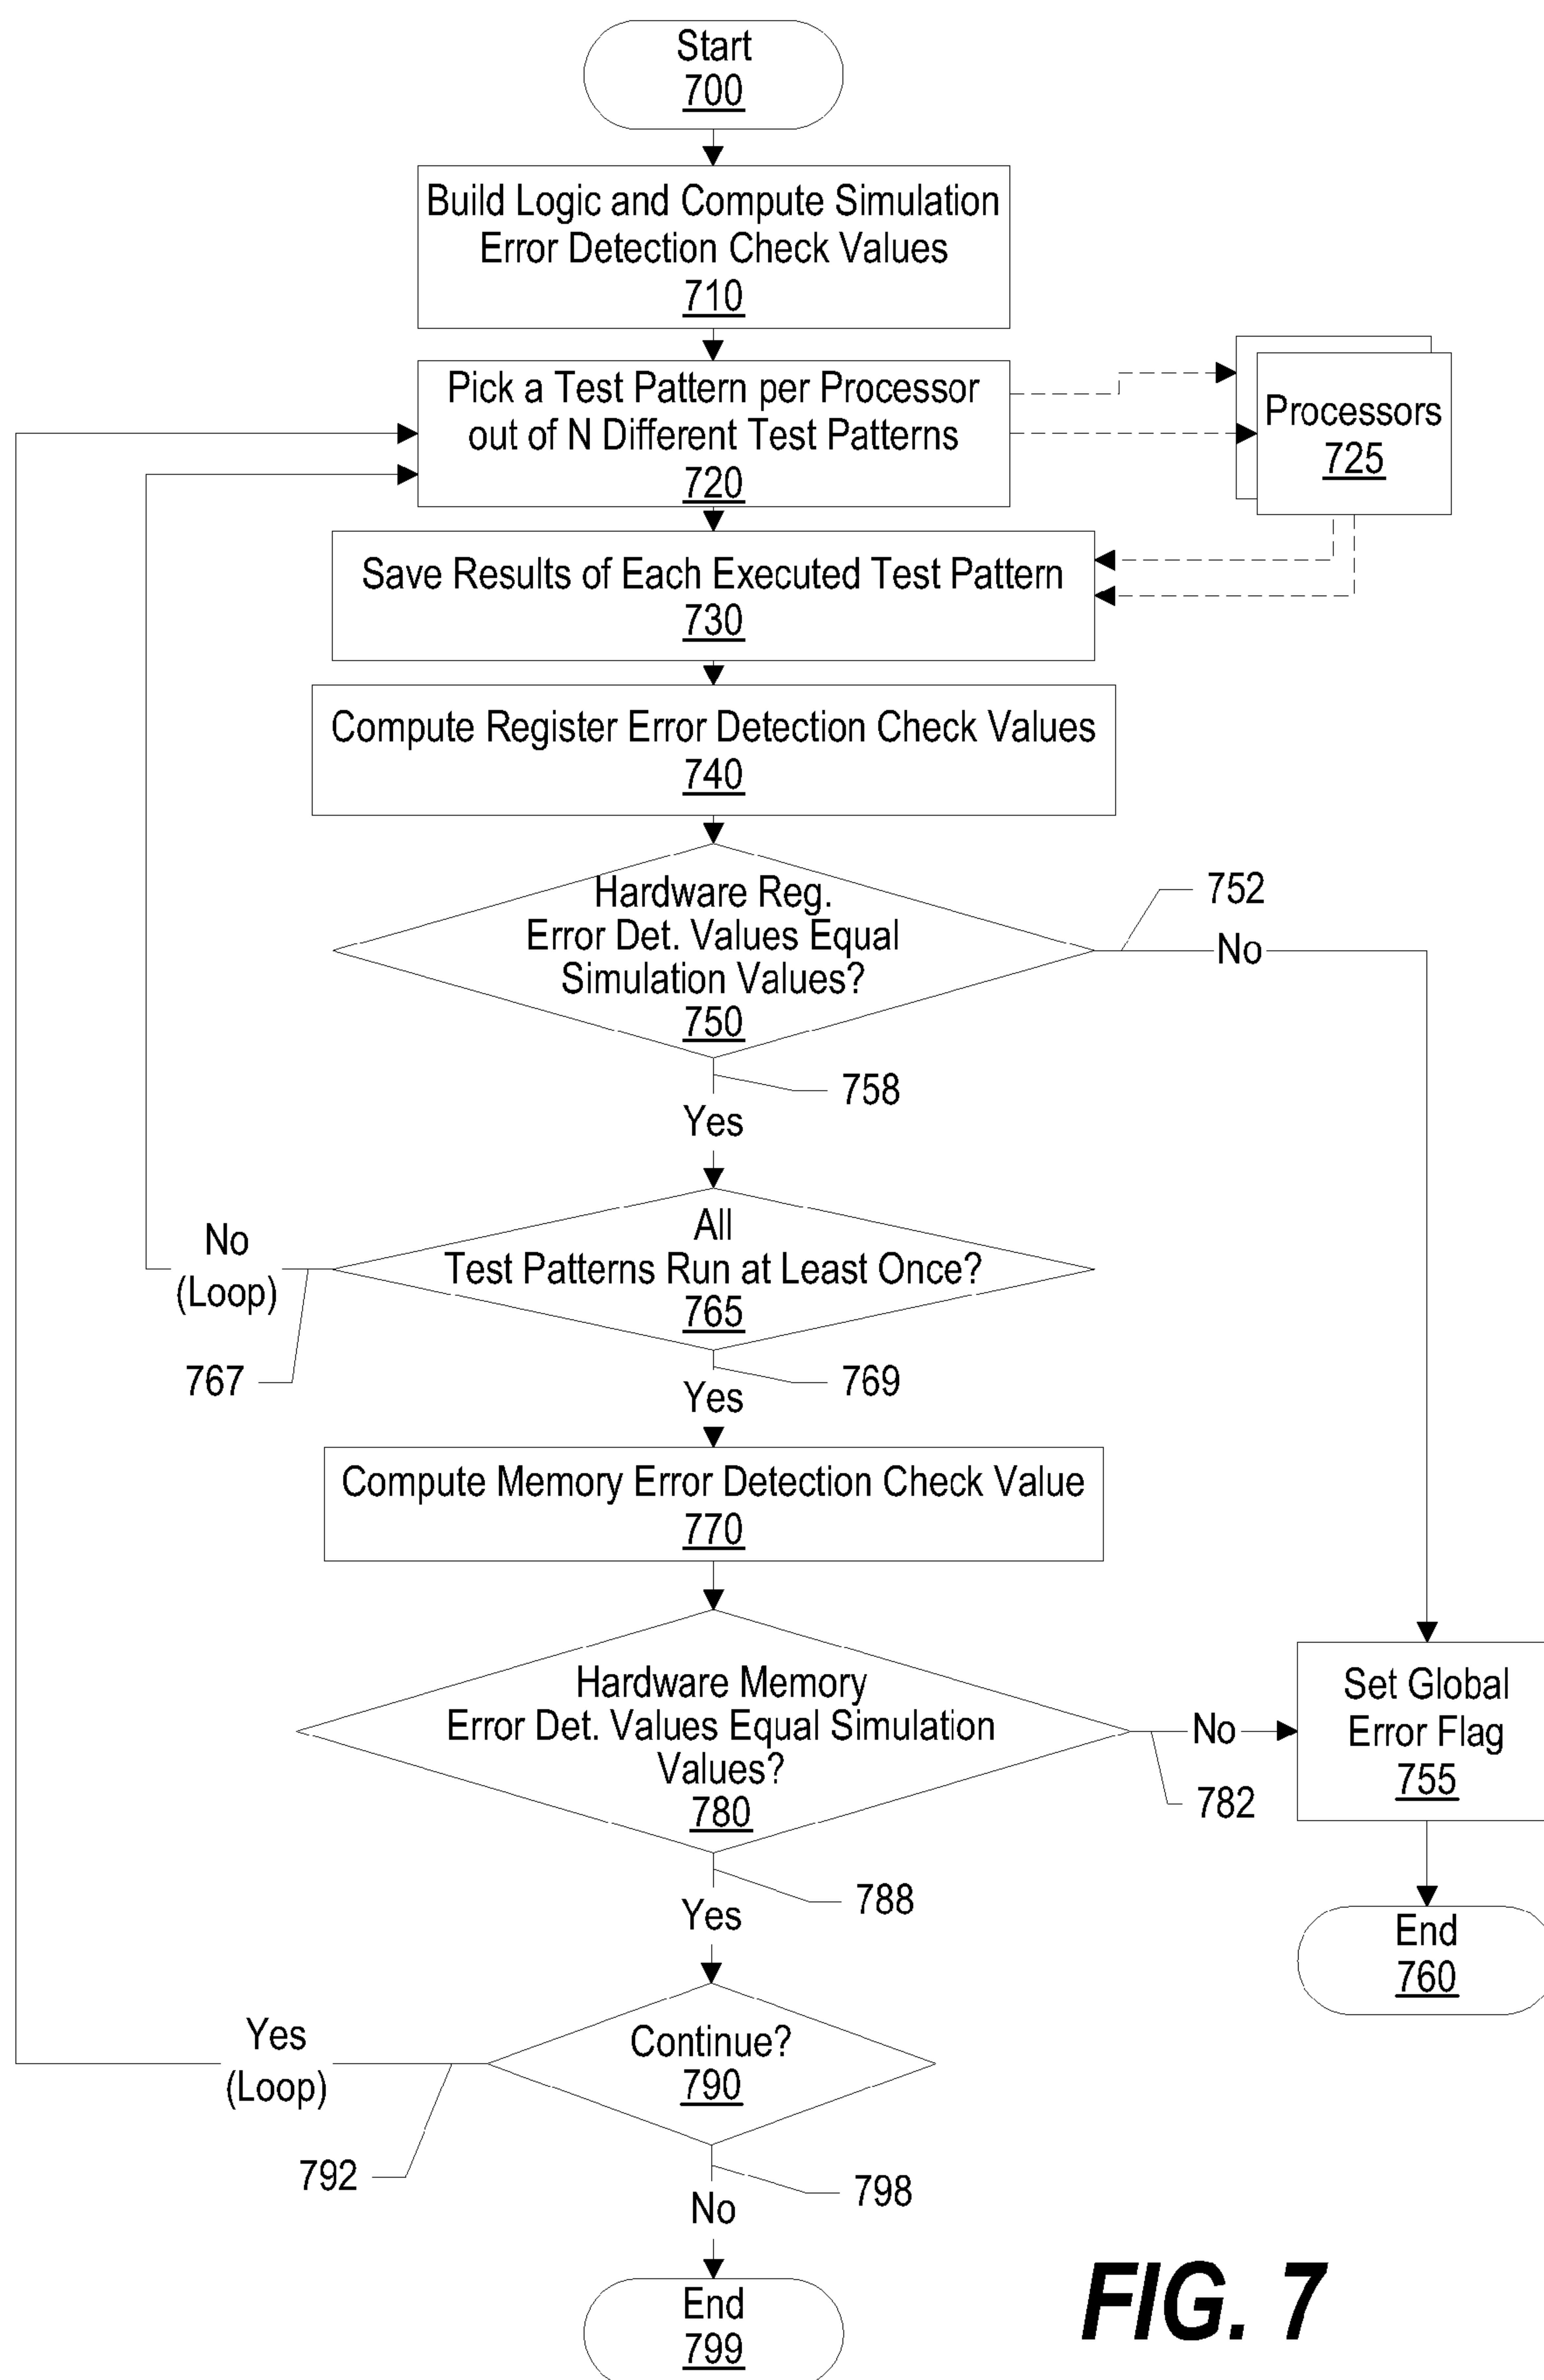 Start
700
Build Logic and Compute Simulation
Error Detection Check Values
710
Pick a Test Pattern per Processor
out of N Different Test Patterns
720
Processors
725
Save Results of Each Executed Test Pattern
730
Compute Register Error Detection Check Values
740
Hardware Reg.
Error Det. Values Equal
Simulation Values?
750
752
No
758
Yes
All
Test Patterns Run at Least Once?
765
No
(Loop)
767
769
Yes
Compute Memory Error Detection Check Value
770
Hardware Memory
Error Det. Values Equal Simulation
Values?
780
No
782
Set Global
Error Flag
755
788
Yes
End
760
Continue?
790
Yes
(Loop)
792
798
No
End
799
FIG. 7